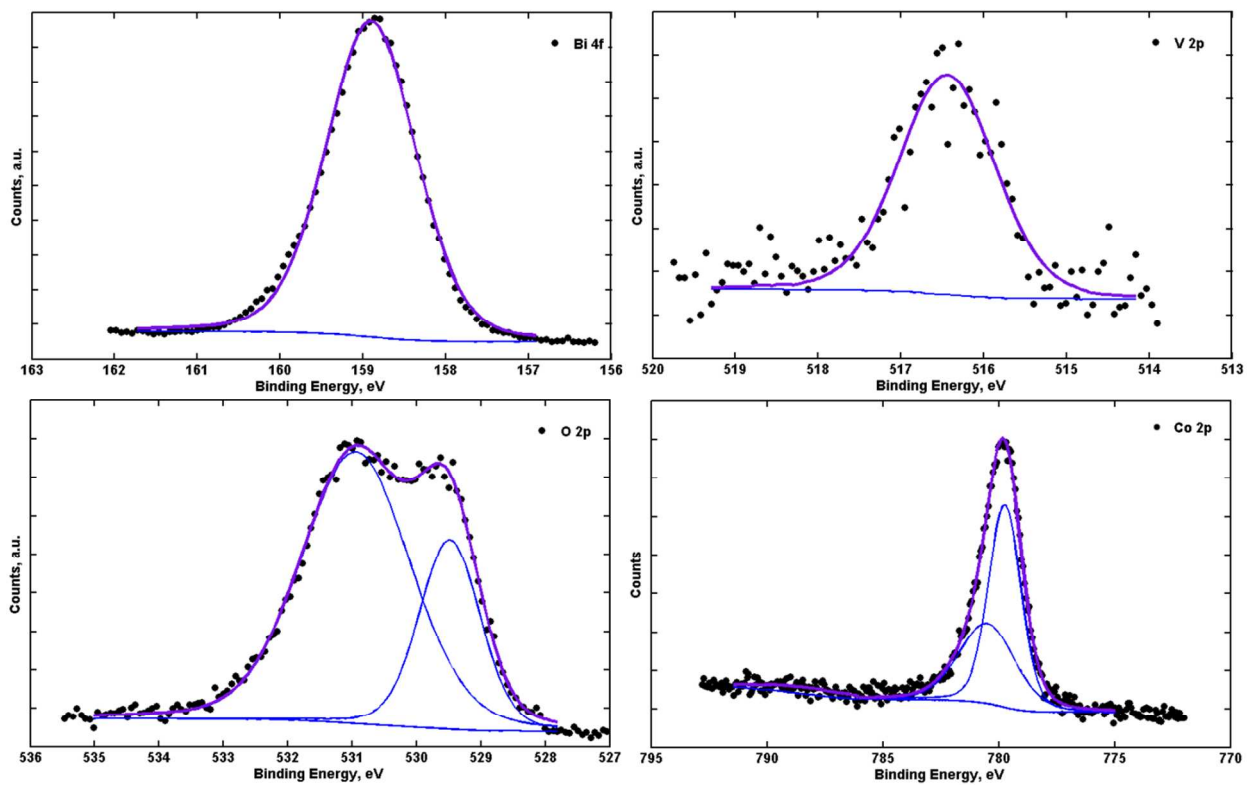 Bi 4f
Counts, a.u.
163 162 161 160 159 158 157 156
Binding Energy, eV
V 2p
Counts, a.u.
520 519 518 517 516 515 514 513
Binding Energy, eV
O 2p
Counts, a.u.
536 535 534 533 532 531 530 529 528 527
Binding Energy, eV
Co 2p
Counts
795 790 785 780 775 770
Binding Energy, eV